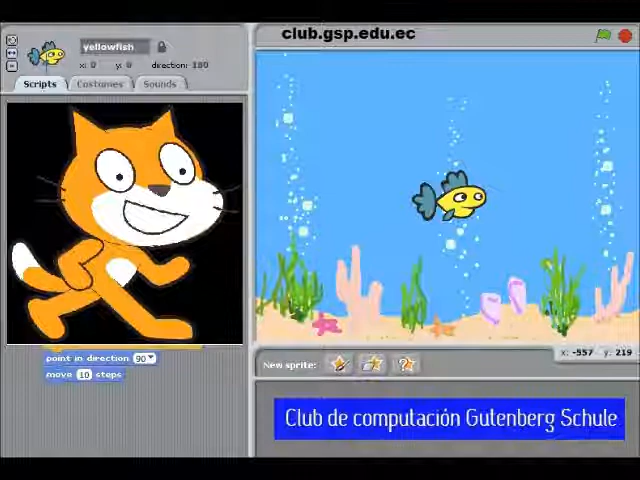 club.gsp.edu.ec
yellowfish
x: 0 y: 0 direction: 180
Scripts Costumes Sounds
point in direction 90
move 10 steps
x: -557 y: 219
New sprite:
Club de computación Gutenberg Schule